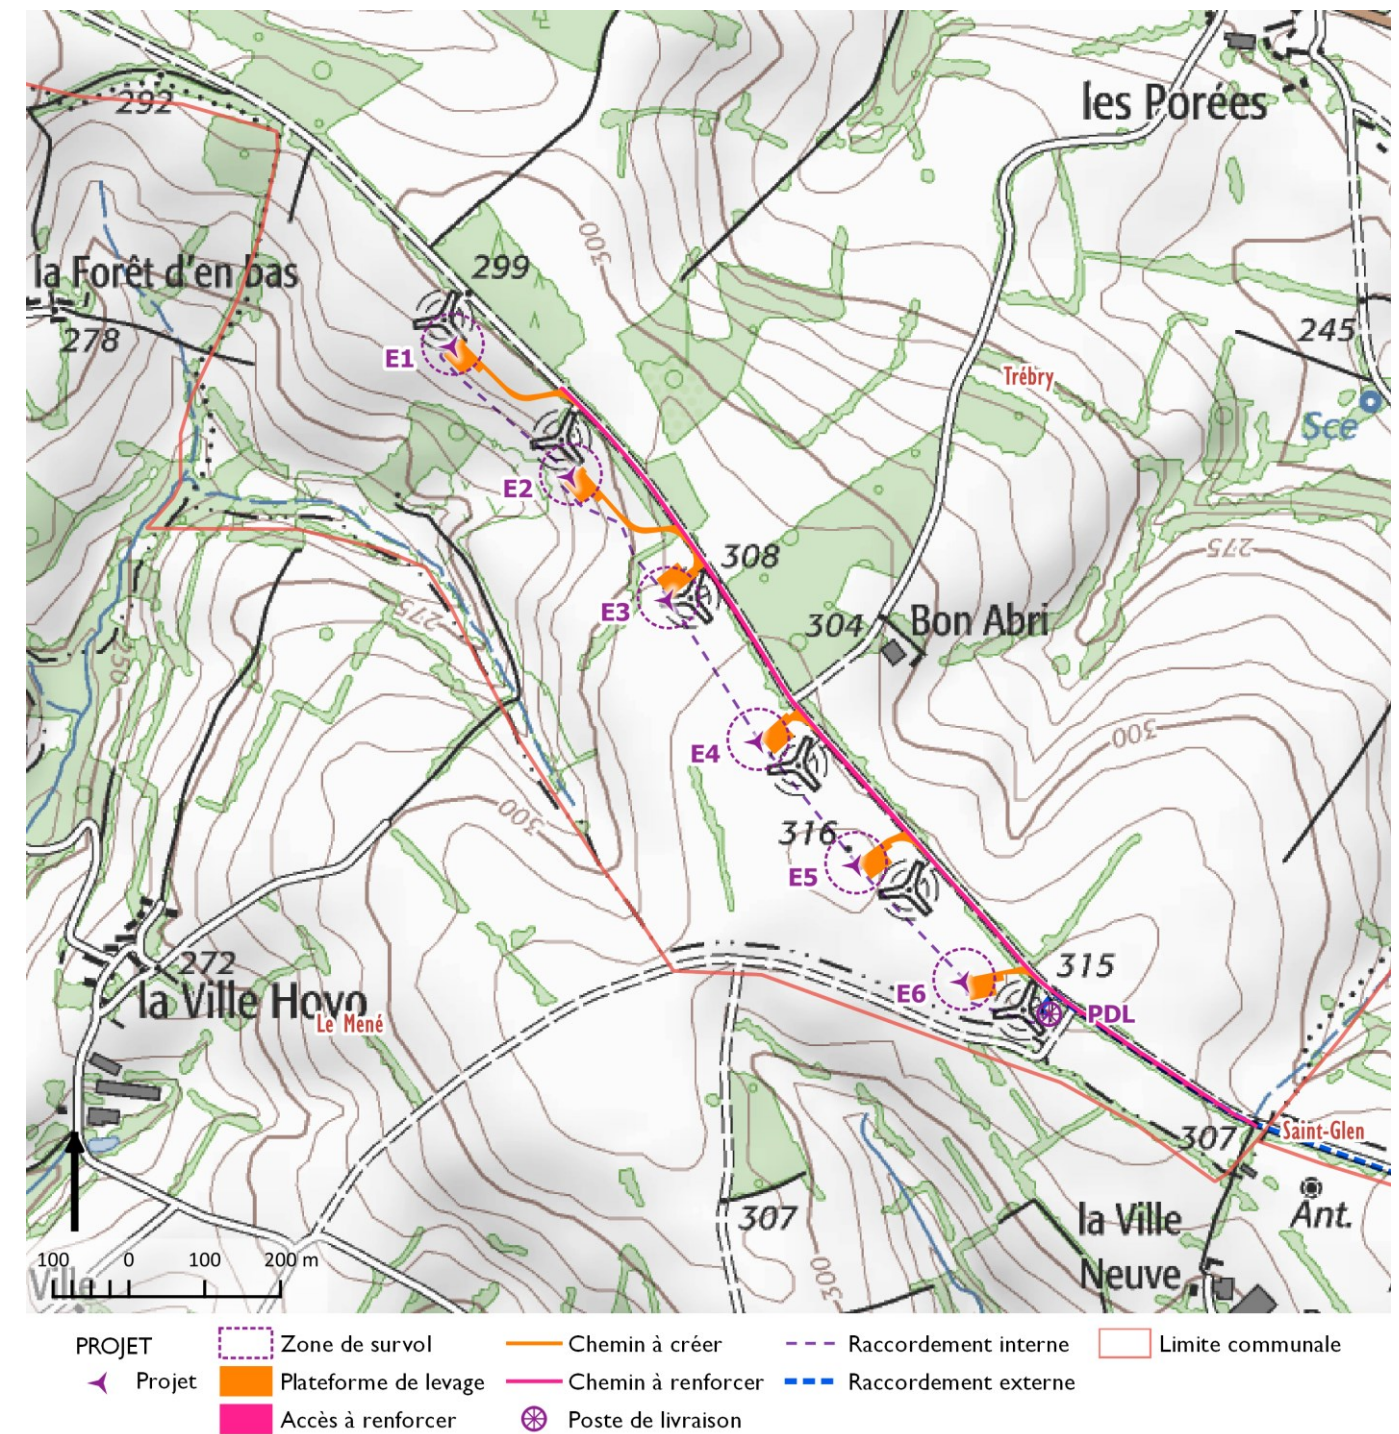 les Porées
292
la Forêt d'en bas
299
300
278
245
Trébry
Sce
E1
E2
275
308
E3
304
Bon Abri
275
250
E4
300
300
316
E5
315
272
la Ville Hovo
Le Mené
E6
PDL
307
Saint-Glen
307
la Ville
Neuve
Ant.
300
Ville
100 0 100 200 m
PROJET
Zone de survol
Chemin à créer
Raccordement interne
Limite communale
Projet
Plateforme de levage
Chemin à renforcer
Raccordement externe
Accès à renforcer
Poste de livraison